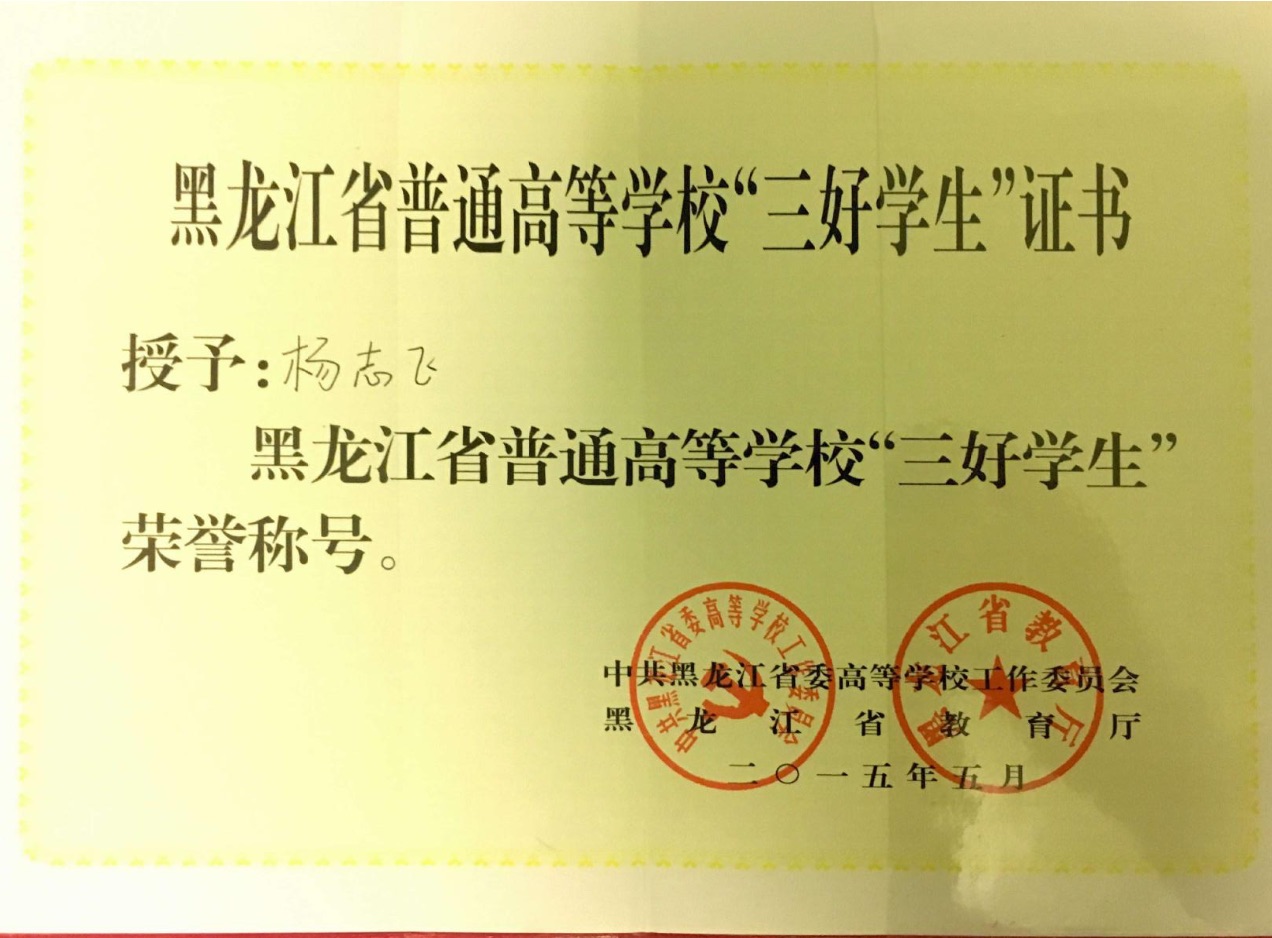 黑龙江省普通高等学校“三好学生”证书
授予:杨志飞
黑龙江省普通高等学校“三好学生”
荣誉称号。
中共黑龙江省委高等学校工作委员会
黑龙江省教育厅
二〇一五年五月
中共黑龙江省委高等学校工作委员会
黑龙江省教育厅